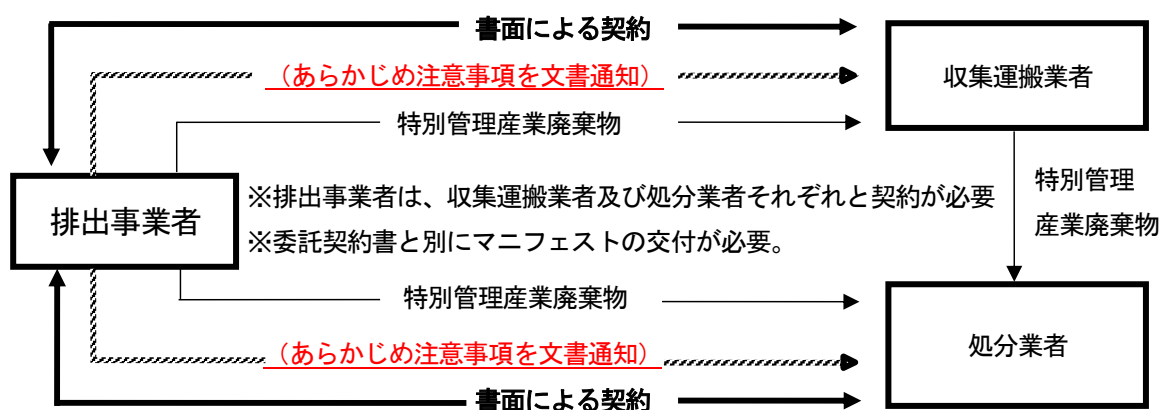 書面による契約
（あらかじめ注意事項を文書通知）
収集運搬業者
特別管理産業廃棄物
特別管理
産業廃棄物
※排出事業者は、収集運搬業者及び処分業者それぞれと契約が必要
排出事業者
※委託契約書と別にマニフェストの交付が必要。
特別管理産業廃棄物
（あらかじめ注意事項を文書通知）
処分業者
書面による契約